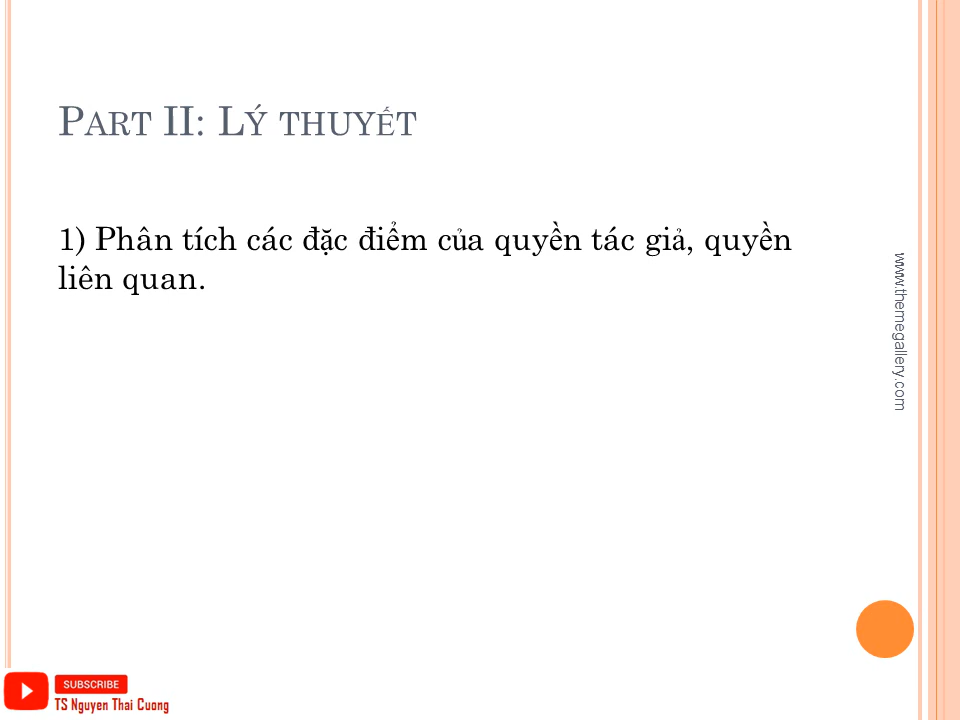 PART II: LÝ THUYẾT
1) Phân tích các đặc điểm của quyền tác giả, quyền
liên quan.
www.themegallery.com
SUBSCRIBE
TS Nguyen Thai Cuong